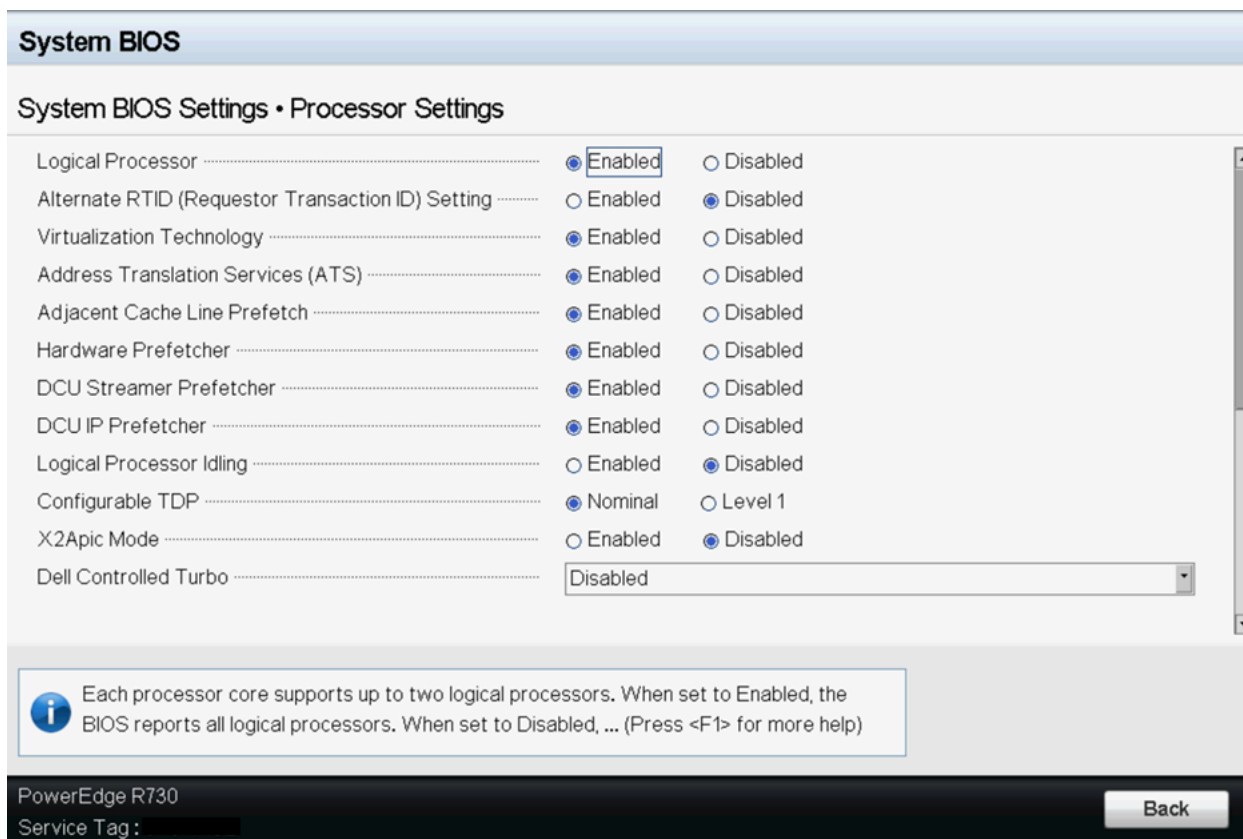 System BIOS
System BIOS Settings • Processor Settings
Logical Processor Enabled Disabled
Alternate RTID (Requestor Transaction ID) Setting Enabled Disabled
Virtualization Technology Enabled Disabled
Address Translation Services (ATS) Enabled Disabled
Adjacent Cache Line Prefetch Enabled Disabled
Hardware Prefetcher Enabled Disabled
DCU Streamer Prefetcher Enabled Disabled
DCU IP Prefetcher Enabled Disabled
Logical Processor Idling Enabled Disabled
Configurable TDP Nominal Level 1
X2Apic Mode Enabled Disabled
Dell Controlled Turbo Disabled
Each processor core supports up to two logical processors. When set to Enabled, the
BIOS reports all logical processors. When set to Disabled, ... (Press <F1> for more help)
PowerEdge R730
Service Tag :
Back